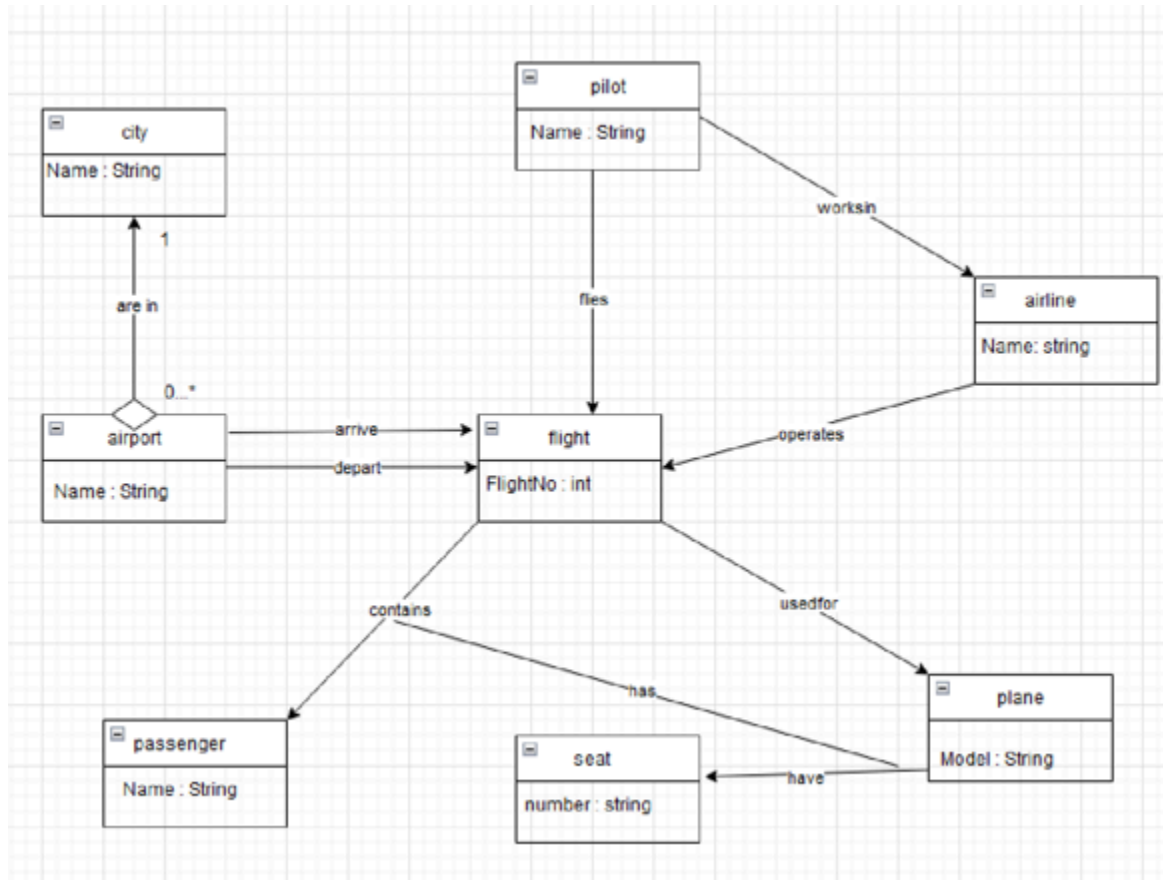 pilot
Name : String
city
Name : String
worksin
1
are in
flies
airline
Name: string
0...*
airport
Name : String
arrive
depart
flight
FlightNo : int
operates
contains
usedfor
has
plane
Model : String
passenger
Name : String
seat
number : string
have